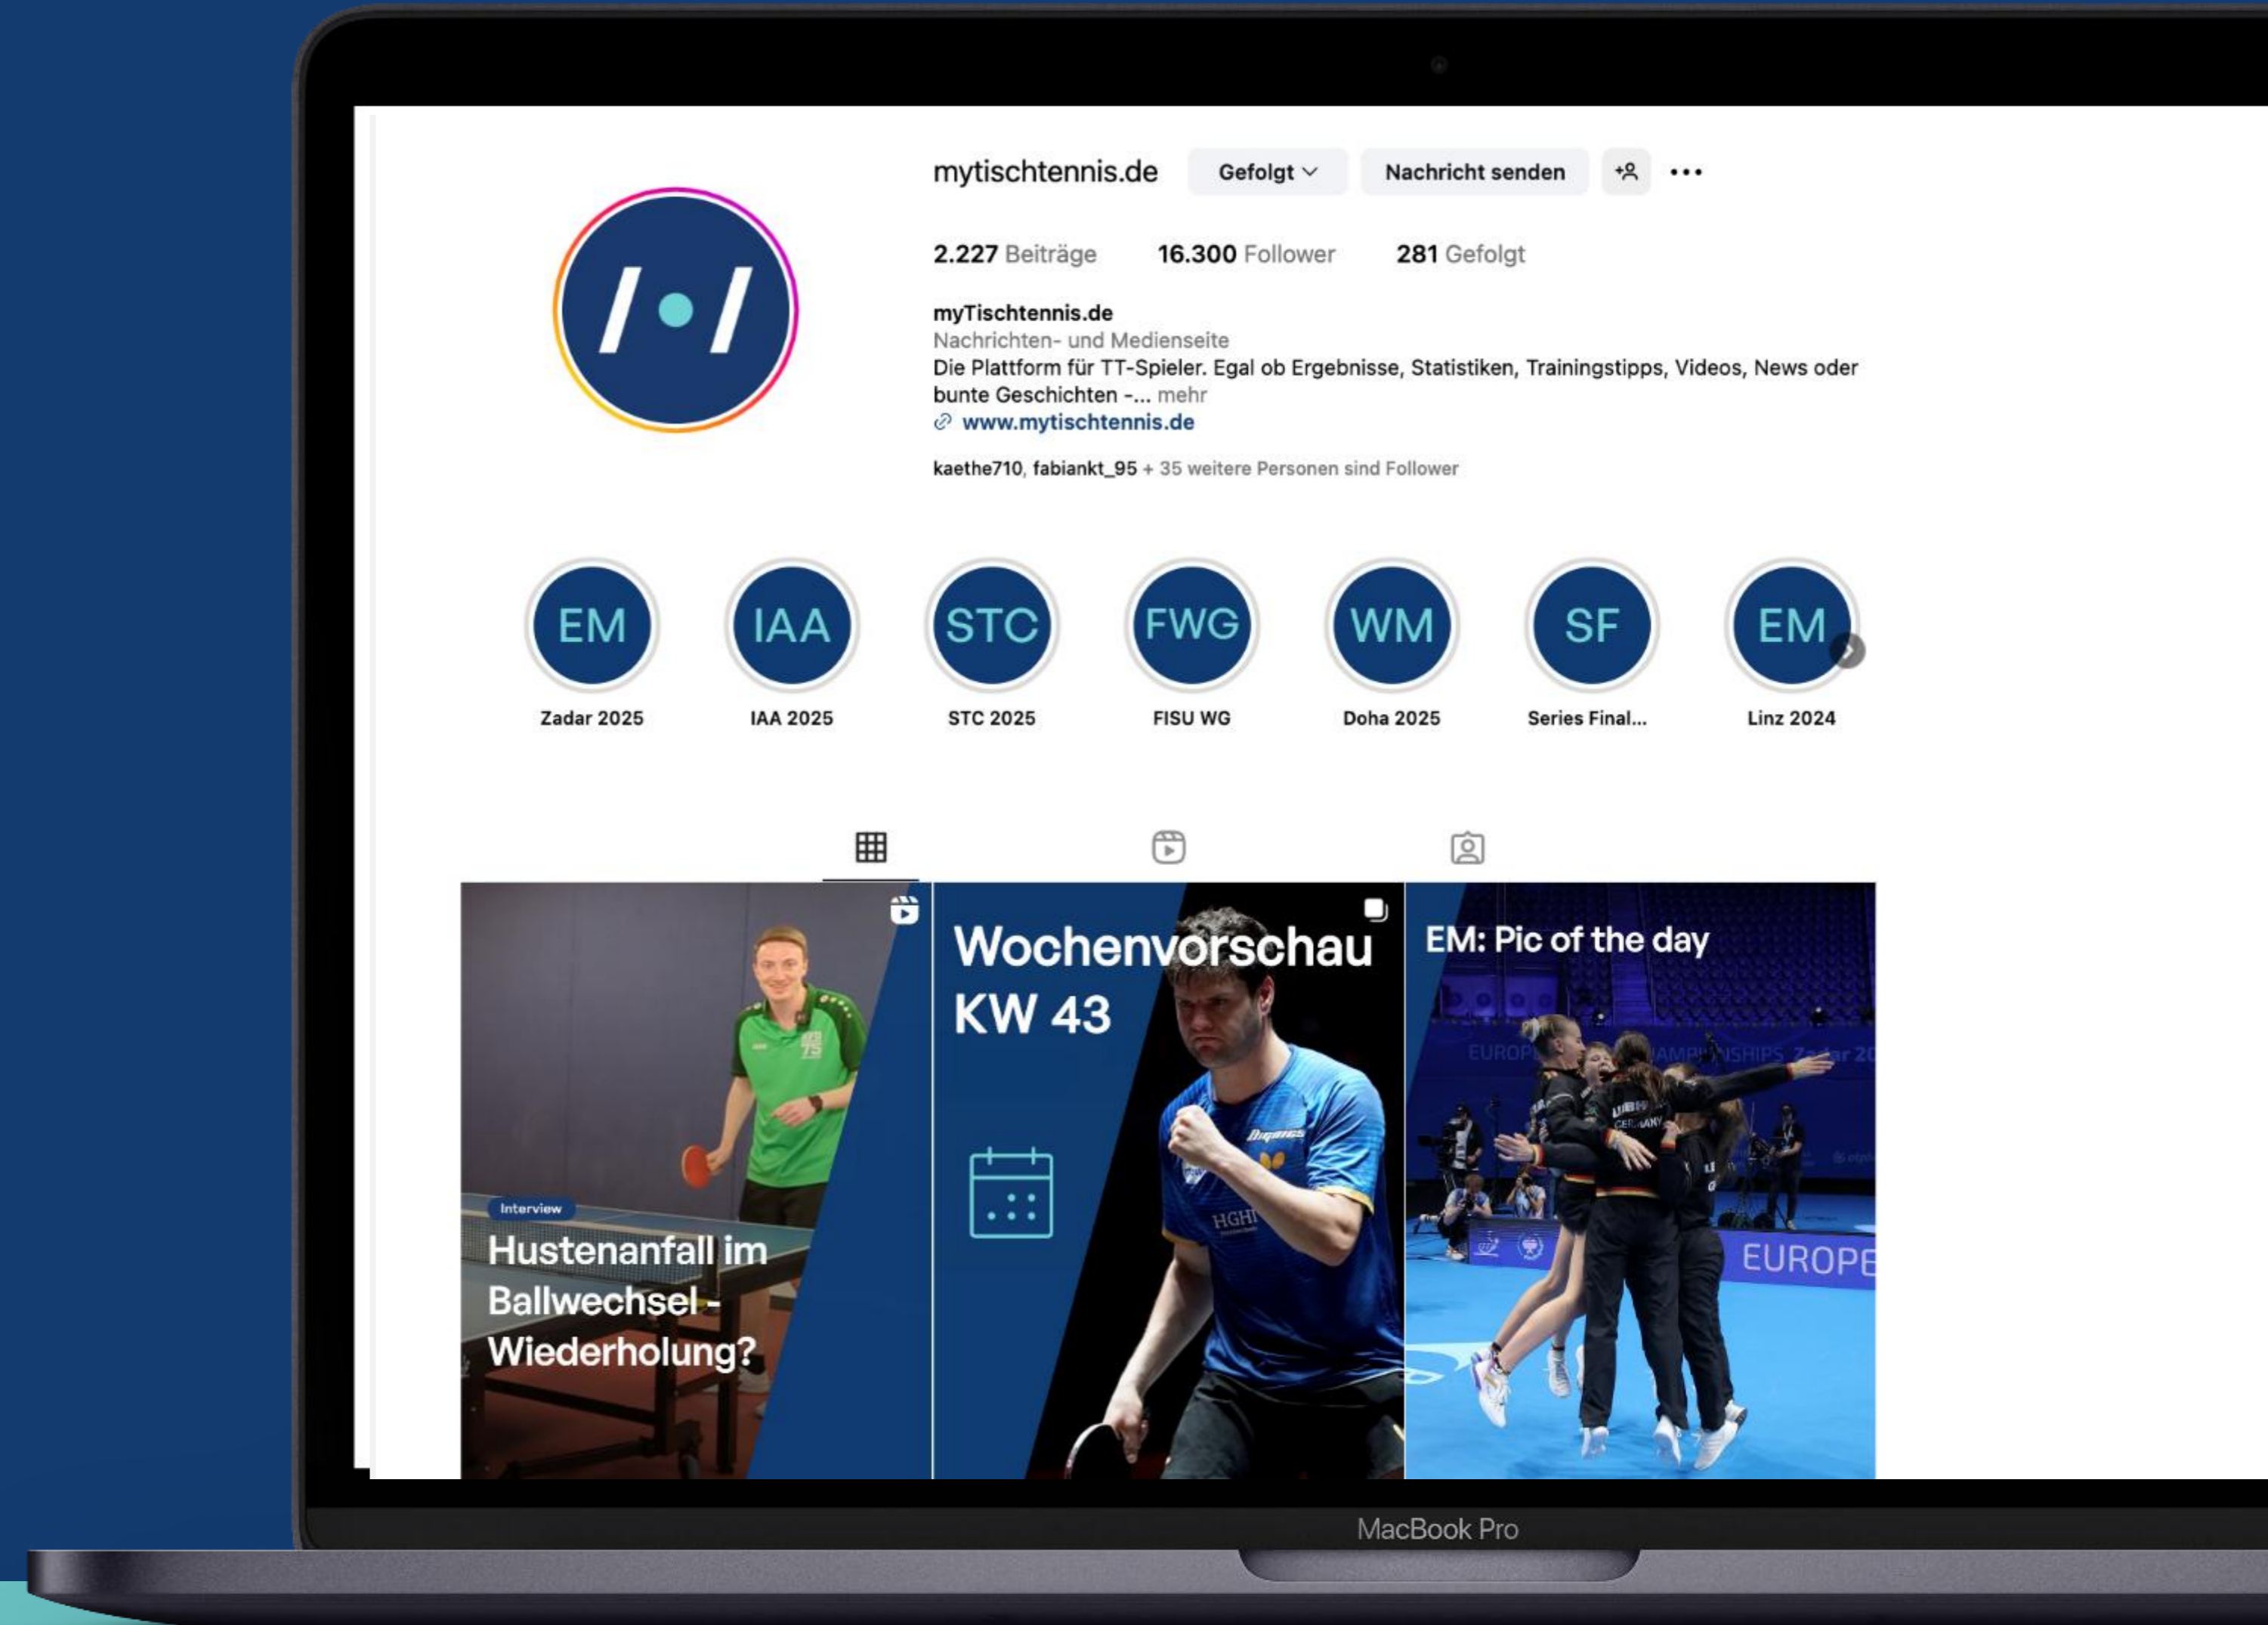 mytischtennis.de Gefolgt Nachricht senden
2.227 Beiträge 16.300 Follower 281 Gefolgt
myTischtennis.de
Nachrichten- und Medienseite
Die Plattform für TT-Spieler. Egal ob Ergebnisse, Statistiken, Trainingstipps, Videos, News oder
bunte Geschichten -... mehr
www.mytischtennis.de
kaethe710, fabiankt_95 + 35 weitere Personen sind Follower
EM IAA STC FWG WM SF EM
Zadar 2025 IAA 2025 STC 2025 FISU WG Doha 2025 Series Final... Linz 2024
Interview
Hustenanfall im
Ballwechsel -
Wiederholung?
Wochenvorschau
KW 43
HGHI
EM: Pic of the day
GERMANY
EUROPE
MacBook Pro